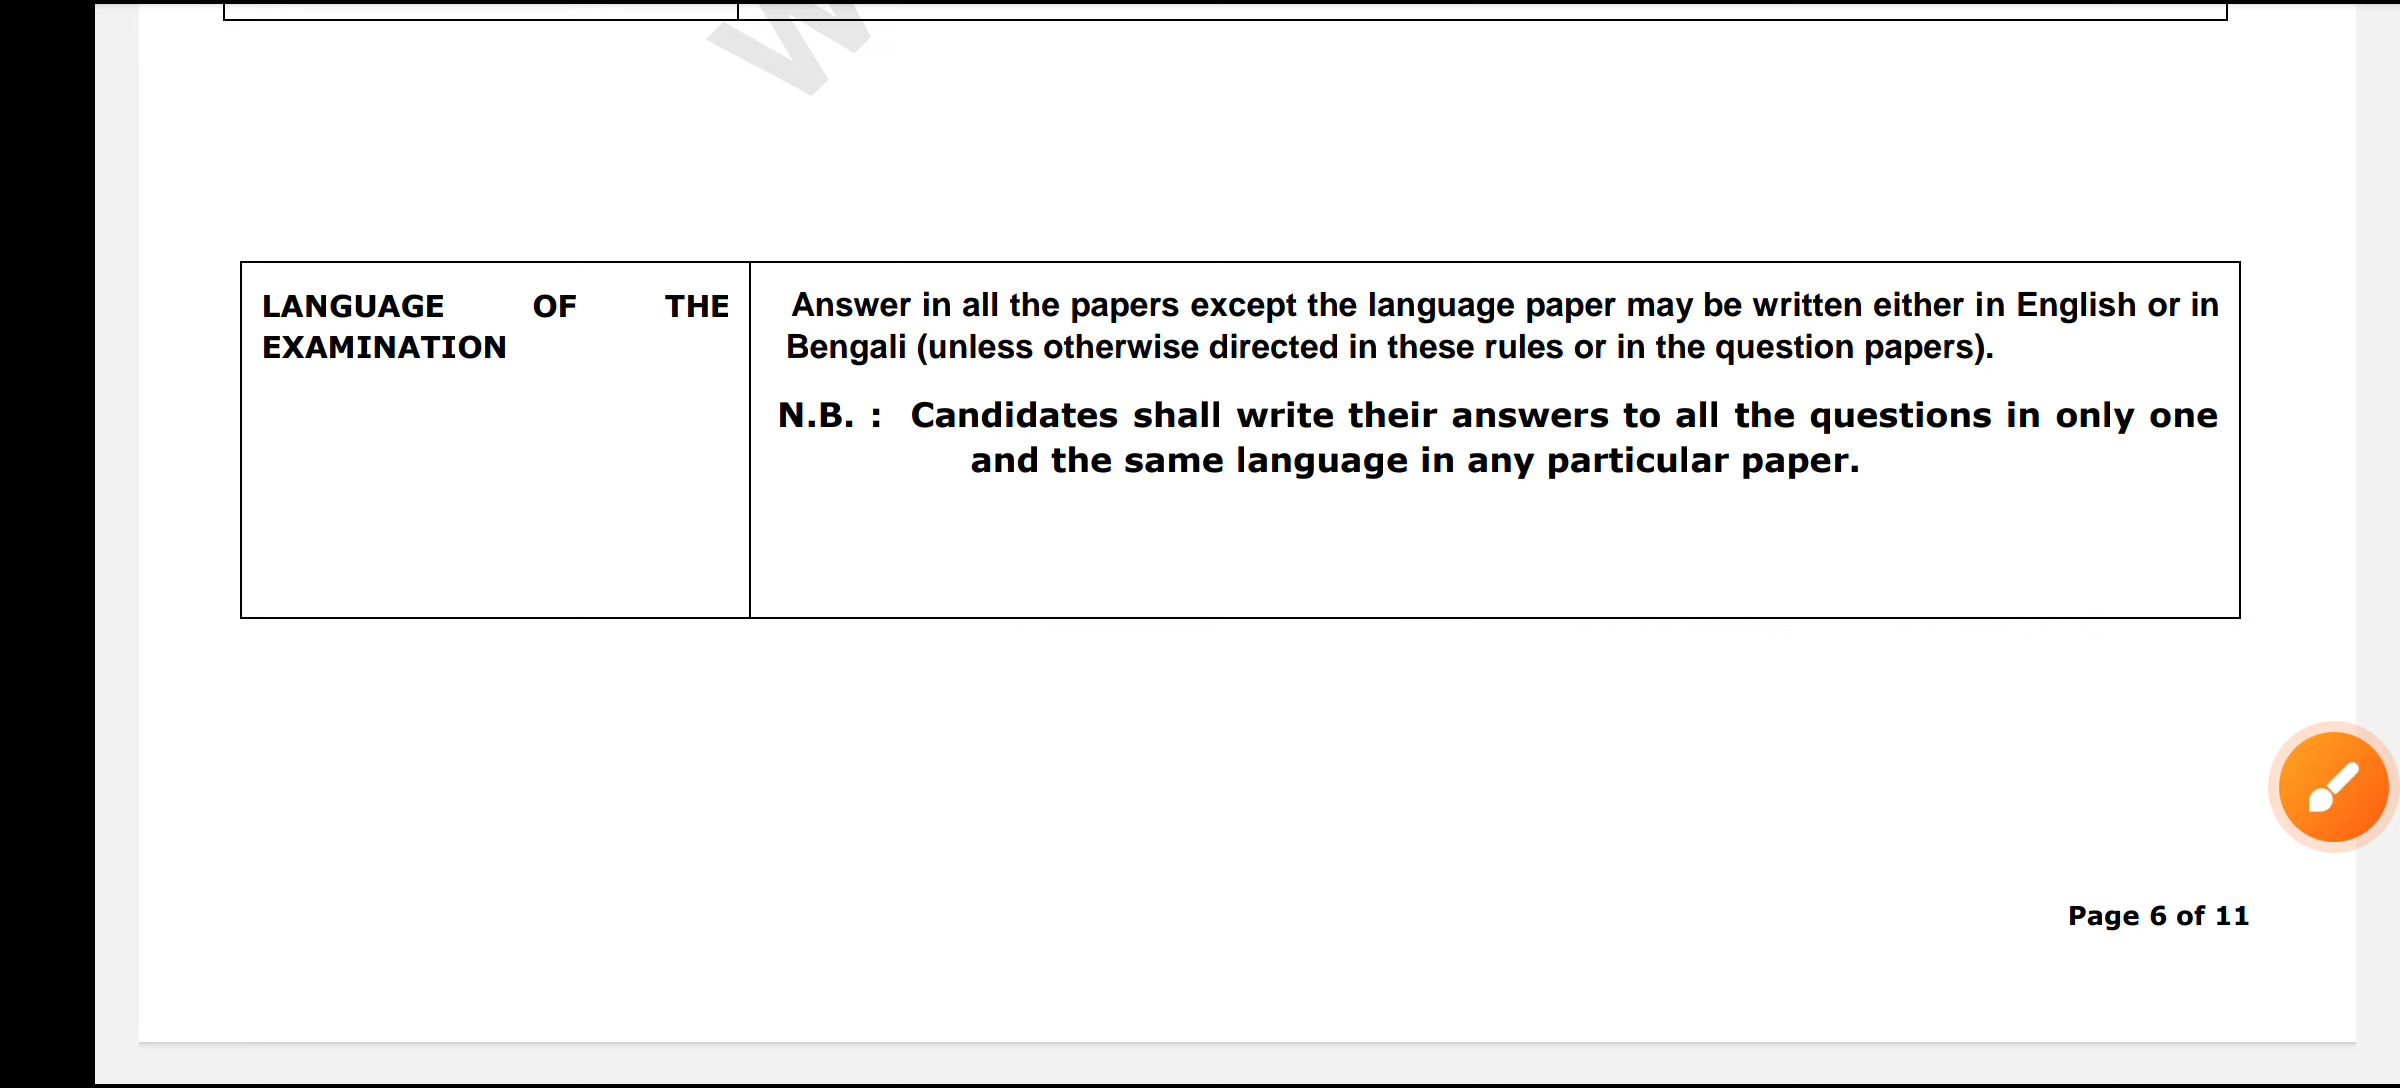 LANGUAGE OF THE
EXAMINATION
Answer in all the papers except the language paper may be written either in English or in
Bengali (unless otherwise directed in these rules or in the question papers).
N.B. : Candidates shall write their answers to all the questions in only one
and the same language in any particular paper.
Page 6 of 11